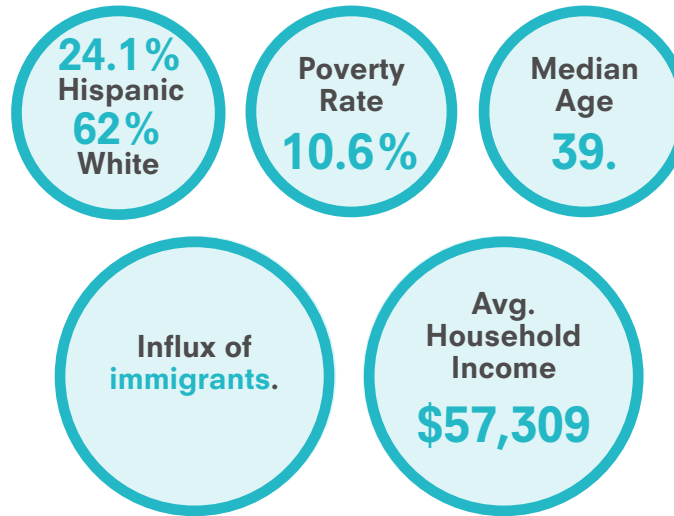 24.1%
Hispanic
62%
White
Poverty
Rate
10.6%
Median
Age
39.
Influx of
immigrants.
Avg.
Household
Income
$57,309